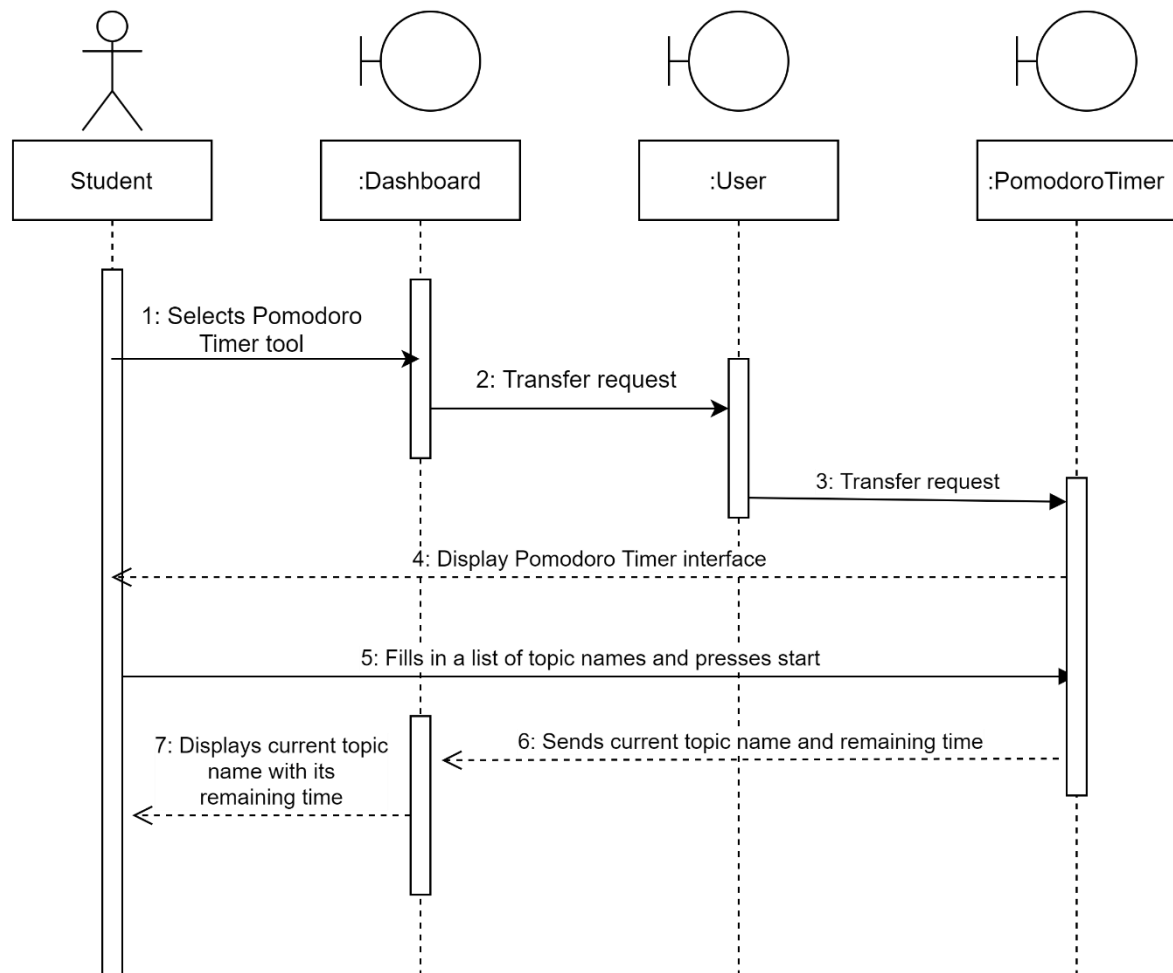 Student
:Dashboard
:User
:PomodoroTimer
1: Selects Pomodoro
Timer tool
2: Transfer request
3: Transfer request
4: Display Pomodoro Timer interface
5: Fills in a list of topic names and presses start
6: Sends current topic name and remaining time
7: Displays current topic
name with its
remaining time